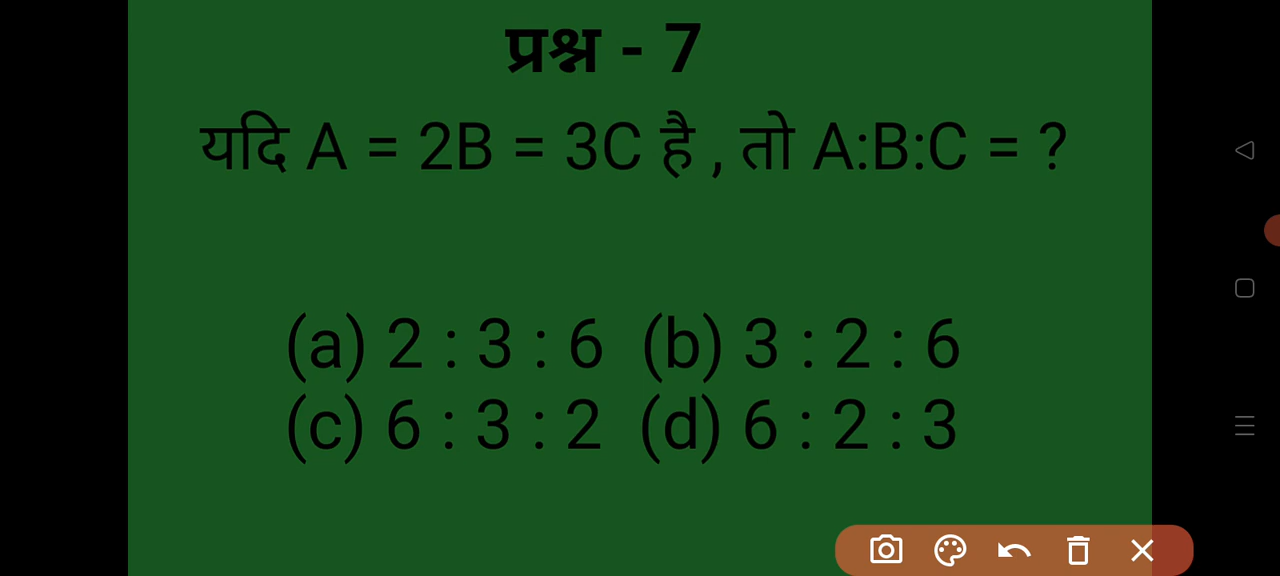 प्रश्न - 7
यदि A = 2B = 3C है , तो A:B:C = ?
(a) 2 : 3 : 6 (b) 3 : 2 : 6
(c) 6 : 3 : 2 (d) 6 : 2 : 3